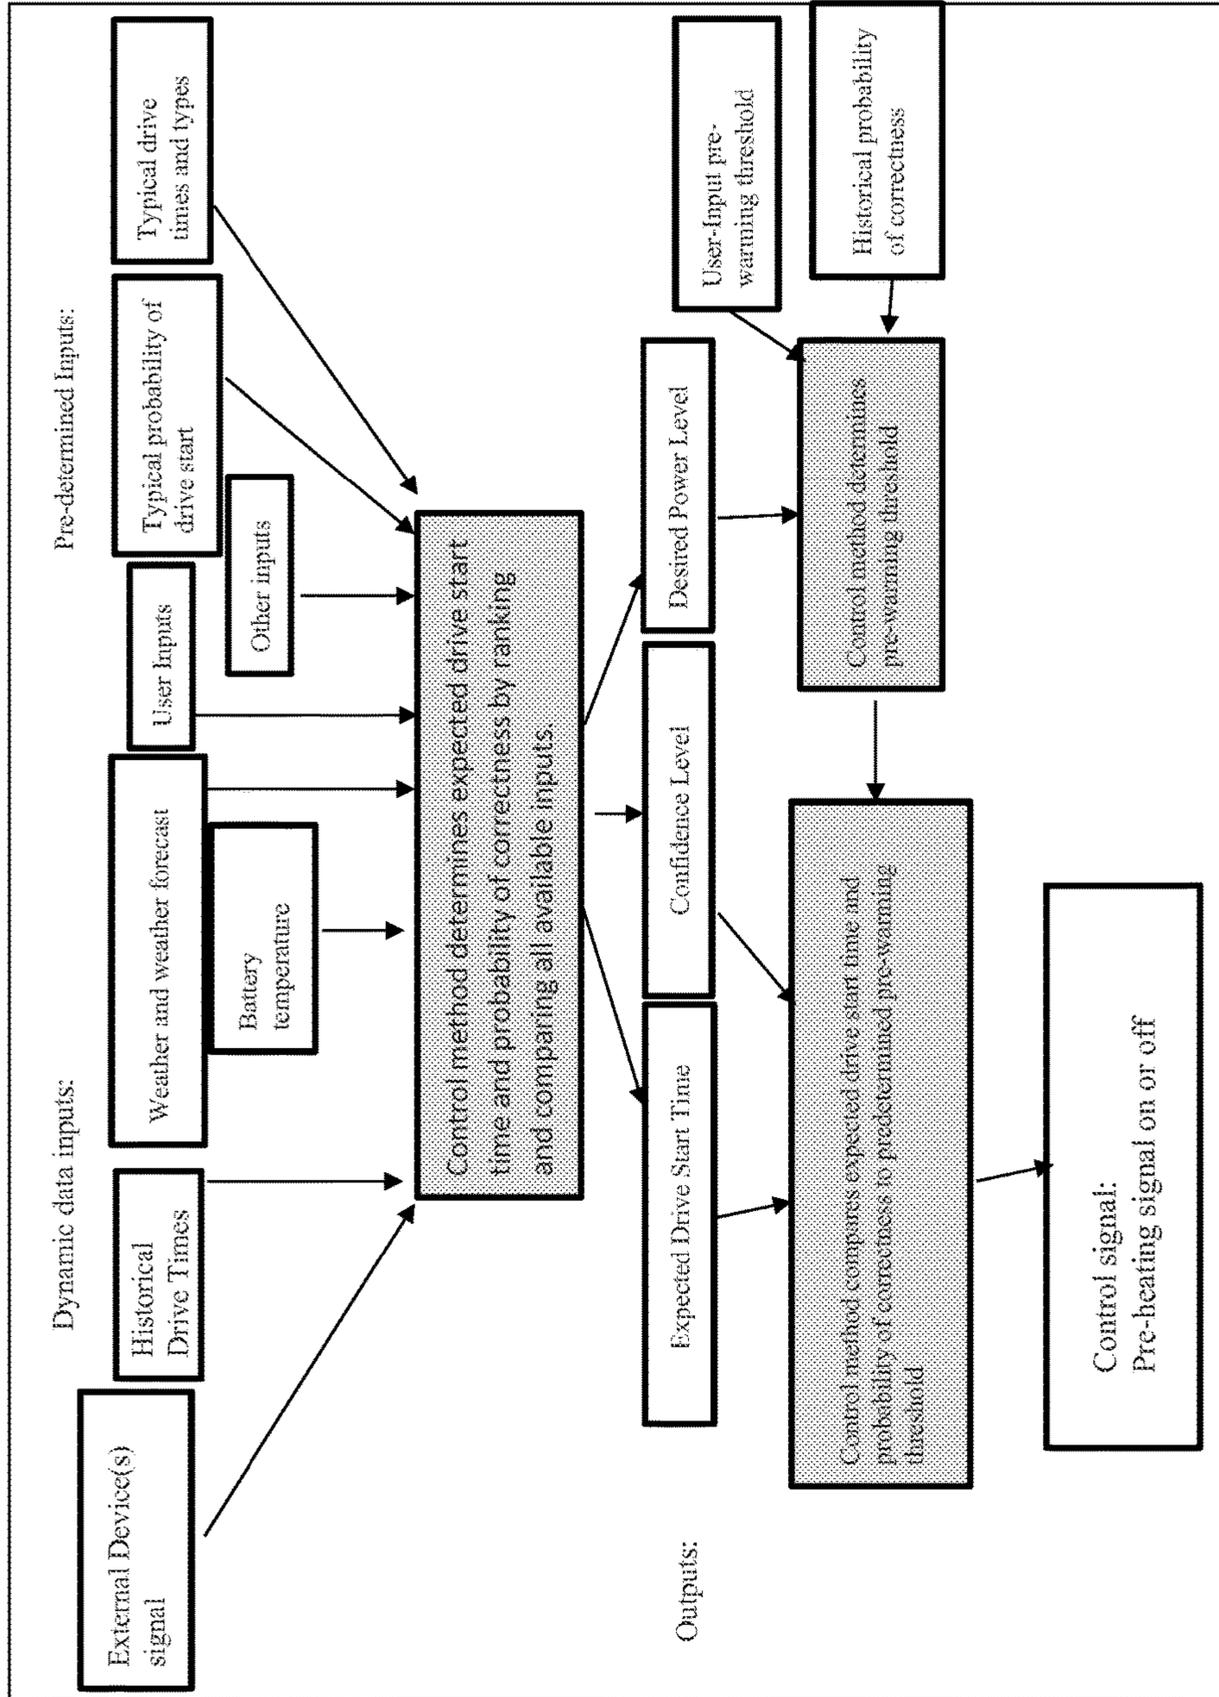 Dynamic data inputs:
Pre-determined Inputs:
External Device(s)
signal
Historical
Drive Times
Weather and weather forecast
Battery
temperature
User Inputs
Other inputs
Typical probability of
drive start
Typical drive
times and types
Control method determines expected drive start
time and probability of correctness by ranking
and comparing all available inputs.
Outputs:
Expected Drive Start Time
Confidence Level
Desired Power Level
User-Input pre-
warming threshold
Historical probability
of correctness
Control method determines
pre-warning threshold
Control method compares expected drive start time and
probability of correctness to predetermined pre-warming
threshold
Control signal:
Pre-heating signal on or off